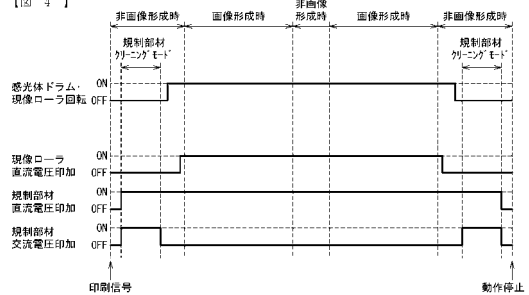 【図 4】
非画像形成時
画像形成時
非画像
形成時
画像形成時
非画像形成時
規制部材
クリーニングモード
規制部材
クリーニングモード
感光体ドラム・
現像ローラ回転
ON
OFF
現像ローラ
直流電圧印加
ON
OFF
規制部材
直流電圧印加
ON
OFF
規制部材
交流電圧印加
ON
OFF
印刷信号
動作停止